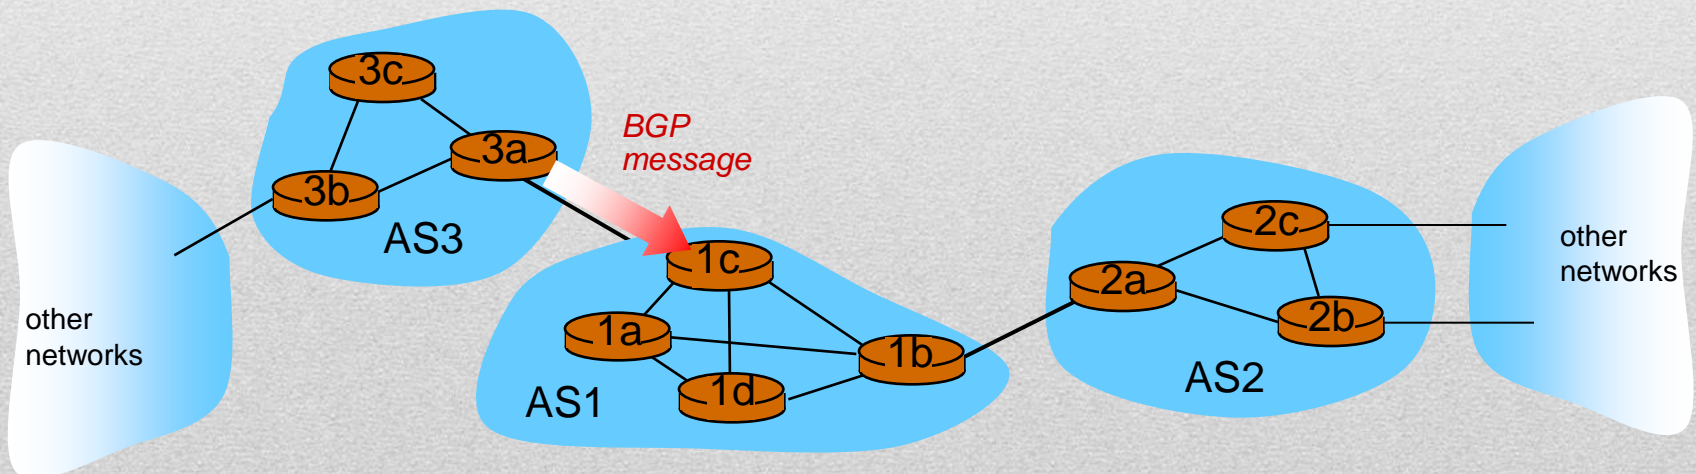 3c
BGP
message
3a
3b
AS3
other
networks
1c
1a
1b
1d
AS1
2c
2a
2b
AS2
other
networks